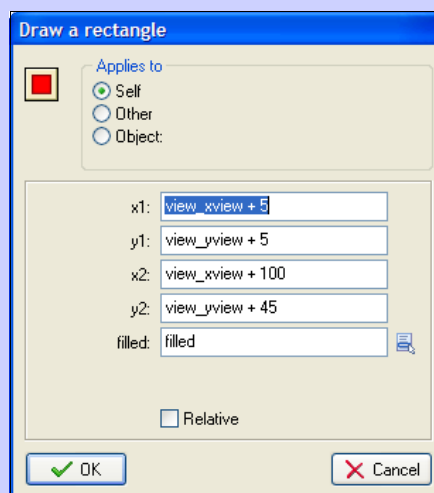 Draw a rectangle
Applies to
Self
Other
Object:
x1: view_xview + 5
y1: view_yview + 5
x2: view_xview + 100
y2: view_yview + 45
filled: filled
Relative
OK Cancel